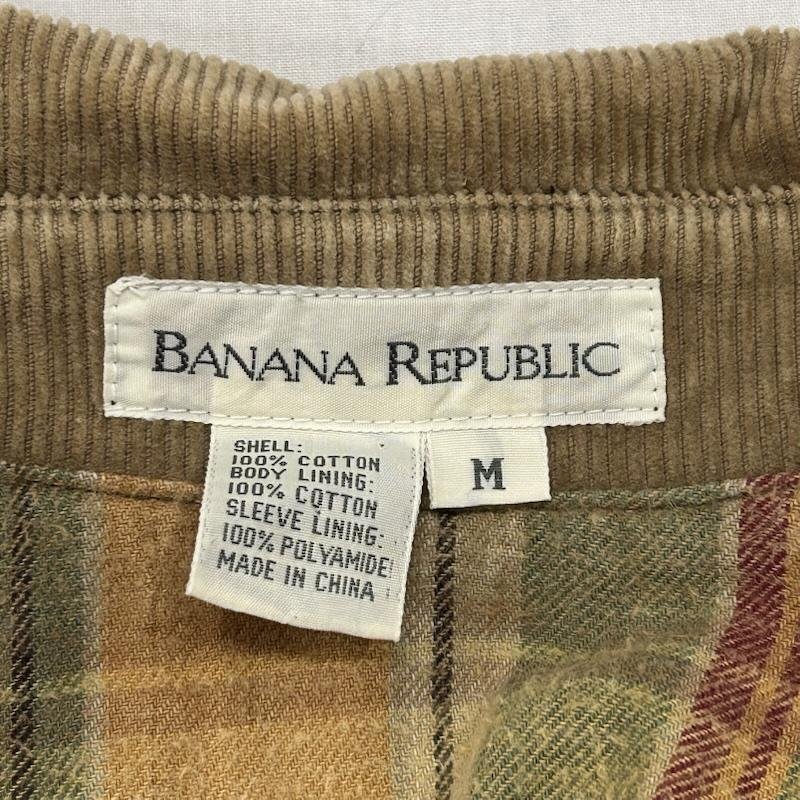 BANANA REPUBLIC
SHELL:
100% COTTON
BODY LINING:
100% COTTON
SLEEVE LINING:
100% POLYAMIDE
MADE IN CHINA
M